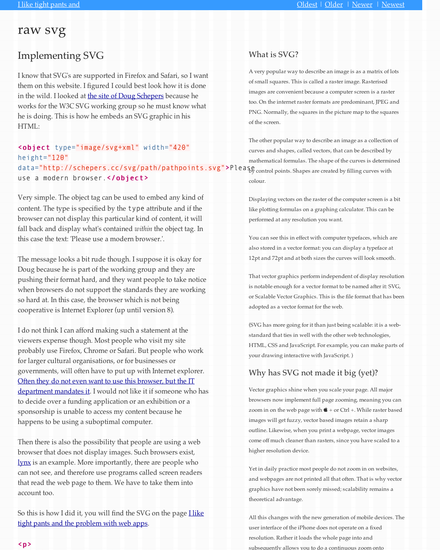 I like tight pants and
Oldest | Older | Newer | Newest
raw svg
Implementing SVG
I know that SVG's are supported in Firefox and Safari, so I want
them on this website. I figured I could best look how it is done
in the wild. I looked at the site of Doug Schepers because he
works for the W3C SVG working group so he must know what
he is doing. This is how he embeds an SVG graphic in his
HTML:
<object type="image/svg+xml" width="420"
height="120"
data="http://schepers.cc/svg/path/pathpoints.svg">Please
use a modern browser.</object>
Very simple. The object tag can be used to embed any kind of
content. The type is specified by the type attribute and if the
browser can not display this particular kind of content, it will
fall back and display what's contained within the object tag. In
this case the text: 'Please use a modern browser.'.
The message looks a bit rude though. I suppose it is okay for
Doug because he is part of the working group and they are
pushing their format hard, and they want people to take notice
when browsers do not support the standards they are working
so hard at. In this case, the browser which is not being
cooperative is Internet Explorer (up until version 8).
I do not think I can afford making such a statement at the
viewers expense though. Most people who visit my site
probably use Firefox, Chrome or Safari. But people who work
for larger cultural organisations, or for businesses or
governments, will often have to put up with Internet explorer.
Often they do not even want to use this browser, but the IT
department mandates it. I would not like it if someone who has
to decide over a funding application or an exhibition or a
sponsorship is unable to access my content because he
happens to be using a suboptimal computer.
Then there is also the possibility that people are using a web
browser that does not display images. Such browsers exist,
lynx is an example. More importantly, there are people who
can not see, and therefore use programs called screen readers
that read the web page to them. We have to take them into
account too.
So this is how I did it, you will find the SVG on the page I like
tight pants and the problem with web apps.
<p>
What is SVG?
A very popular way to describe an image is as a matrix of lots
of small squares. This is called a raster image. Rasterised
images are convenient because a computer screen is a raster
too. On the internet raster formats are predominant, JPEG and
PNG. Normally, the squares in the picture map to the squares
of the screen.
The other popular way to describe an image as a collection of
curves and shapes, called vectors, that can be described by
mathematical formulas. The shape of the curves is determined
by control points. Shapes are created by filling curves with
colour.
Displaying vectors on the raster of the computer screen is a bit
like plotting formulas on a graphing calculator. This can be
performed at any resolution you want.
You can see this in effect with computer typefaces, which are
also stored in a vector format: you can display a typeface at
12pt and 72pt and at both sizes the curves will look smooth.
That vector graphics perform independent of display resolution
is notable enough for a vector format to be named after it SVG,
or Scalable Vector Graphics. This is the file format that has been
adopted as a vector format for the web.
(SVG has more going for it than just being scalable: it is a web-
standard that ties in well with the other web technologies,
HTML, CSS and JavaScript. For example, you can make parts of
your drawing interactive with JavaScript. )
Why has SVG not made it big (yet)?
Vector graphics shine when you scale your page. All major
browsers now implement full page zooming, meaning you can
zoom in on the web page with  + or Ctrl +. While raster based
images will get fuzzy, vector based images retain a sharp
outline. Likewise, when you print a webpage, vector images
come off much cleaner than rasters, since you have scaled to a
higher resolution device.
Yet in daily practice most people do not zoom in on websites,
and webpages are not printed all that often. That is why vector
graphics have not been sorely missed; scalability remains a
theoretical advantage.
All this changes with the new generation of mobile devices. The
user interface of the iPhone does not operate on a fixed
resolution. Rather it loads the whole page into and
subsequently allows you to do a continuous zoom onto